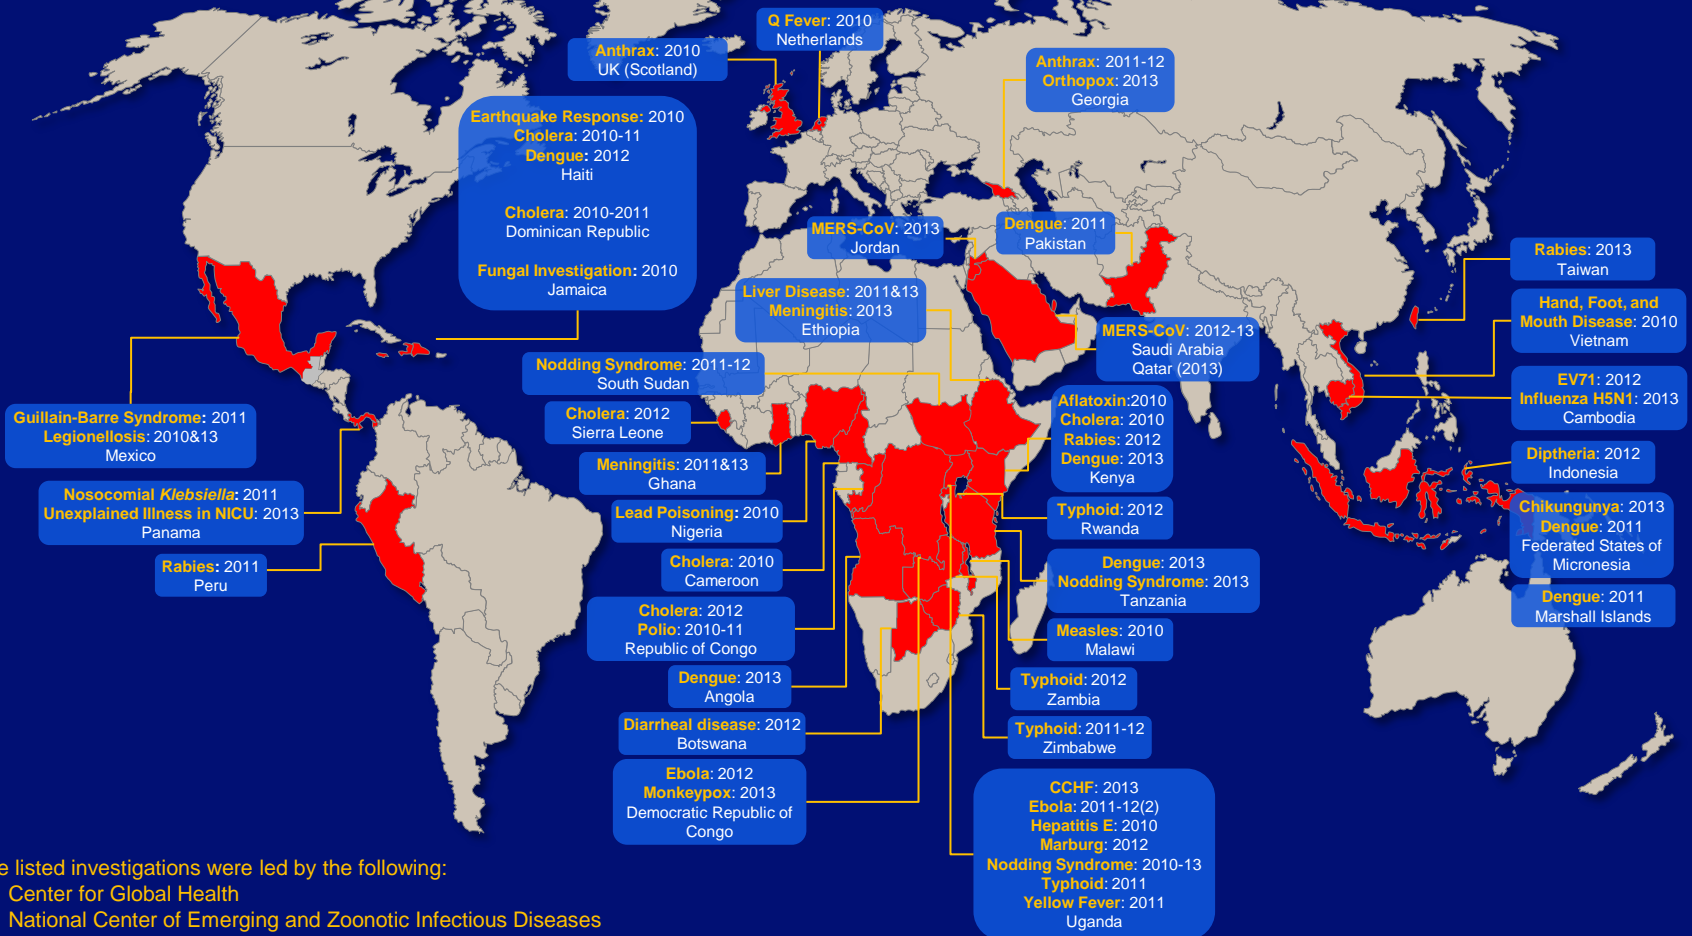 Q Fever: 2010
Netherlands
Anthrax: 2010
UK (Scotland)
Anthrax: 2011-12
Orthopox: 2013
Georgia
Earthquake Response: 2010
Cholera: 2010-11
Dengue: 2012
Haiti
Cholera: 2010-2011
Dominican Republic
Fungal Investigation: 2010
Jamaica
MERS-CoV: 2013
Jordan
Dengue: 2011
Pakistan
Rabies: 2013
Taiwan
Liver Disease: 2011&13
Meningitis: 2013
Ethiopia
Hand, Foot, and
Mouth Disease: 2010
Vietnam
MERS-CoV: 2012-13
Saudi Arabia
Qatar (2013)
Nodding Syndrome: 2011-12
South Sudan
EV71: 2012
Influenza H5N1: 2013
Cambodia
Guillain-Barre Syndrome: 2011
Legionellosis: 2010&13
Mexico
Cholera: 2012
Sierra Leone
Aflatoxin:2010
Cholera: 2010
Rabies: 2012
Dengue: 2013
Kenya
Diptheria: 2012
Indonesia
Meningitis: 2011&13
Ghana
Nosocomial Klebsiella: 2011
Unexplained Illness in NICU: 2013
Panama
Lead Poisoning: 2010
Nigeria
Typhoid: 2012
Rwanda
Chikungunya: 2013
Dengue: 2011
Federated States of
Micronesia
Rabies: 2011
Peru
Cholera: 2010
Cameroon
Dengue: 2013
Nodding Syndrome: 2013
Tanzania
Dengue: 2011
Marshall Islands
Cholera: 2012
Polio: 2010-11
Republic of Congo
Measles: 2010
Malawi
Dengue: 2013
Angola
Typhoid: 2012
Zambia
Diarrheal disease: 2012
Botswana
Typhoid: 2011-12
Zimbabwe
Ebola: 2012
Monkeypox: 2013
Democratic Republic of
Congo
CCHF: 2013
Ebola: 2011-12(2)
Hepatitis E: 2010
Marburg: 2012
Nodding Syndrome: 2010-13
Typhoid: 2011
Yellow Fever: 2011
Uganda
e listed investigations were led by the following:
Center for Global Health
National Center of Emerging and Zoonotic Infectious Diseases